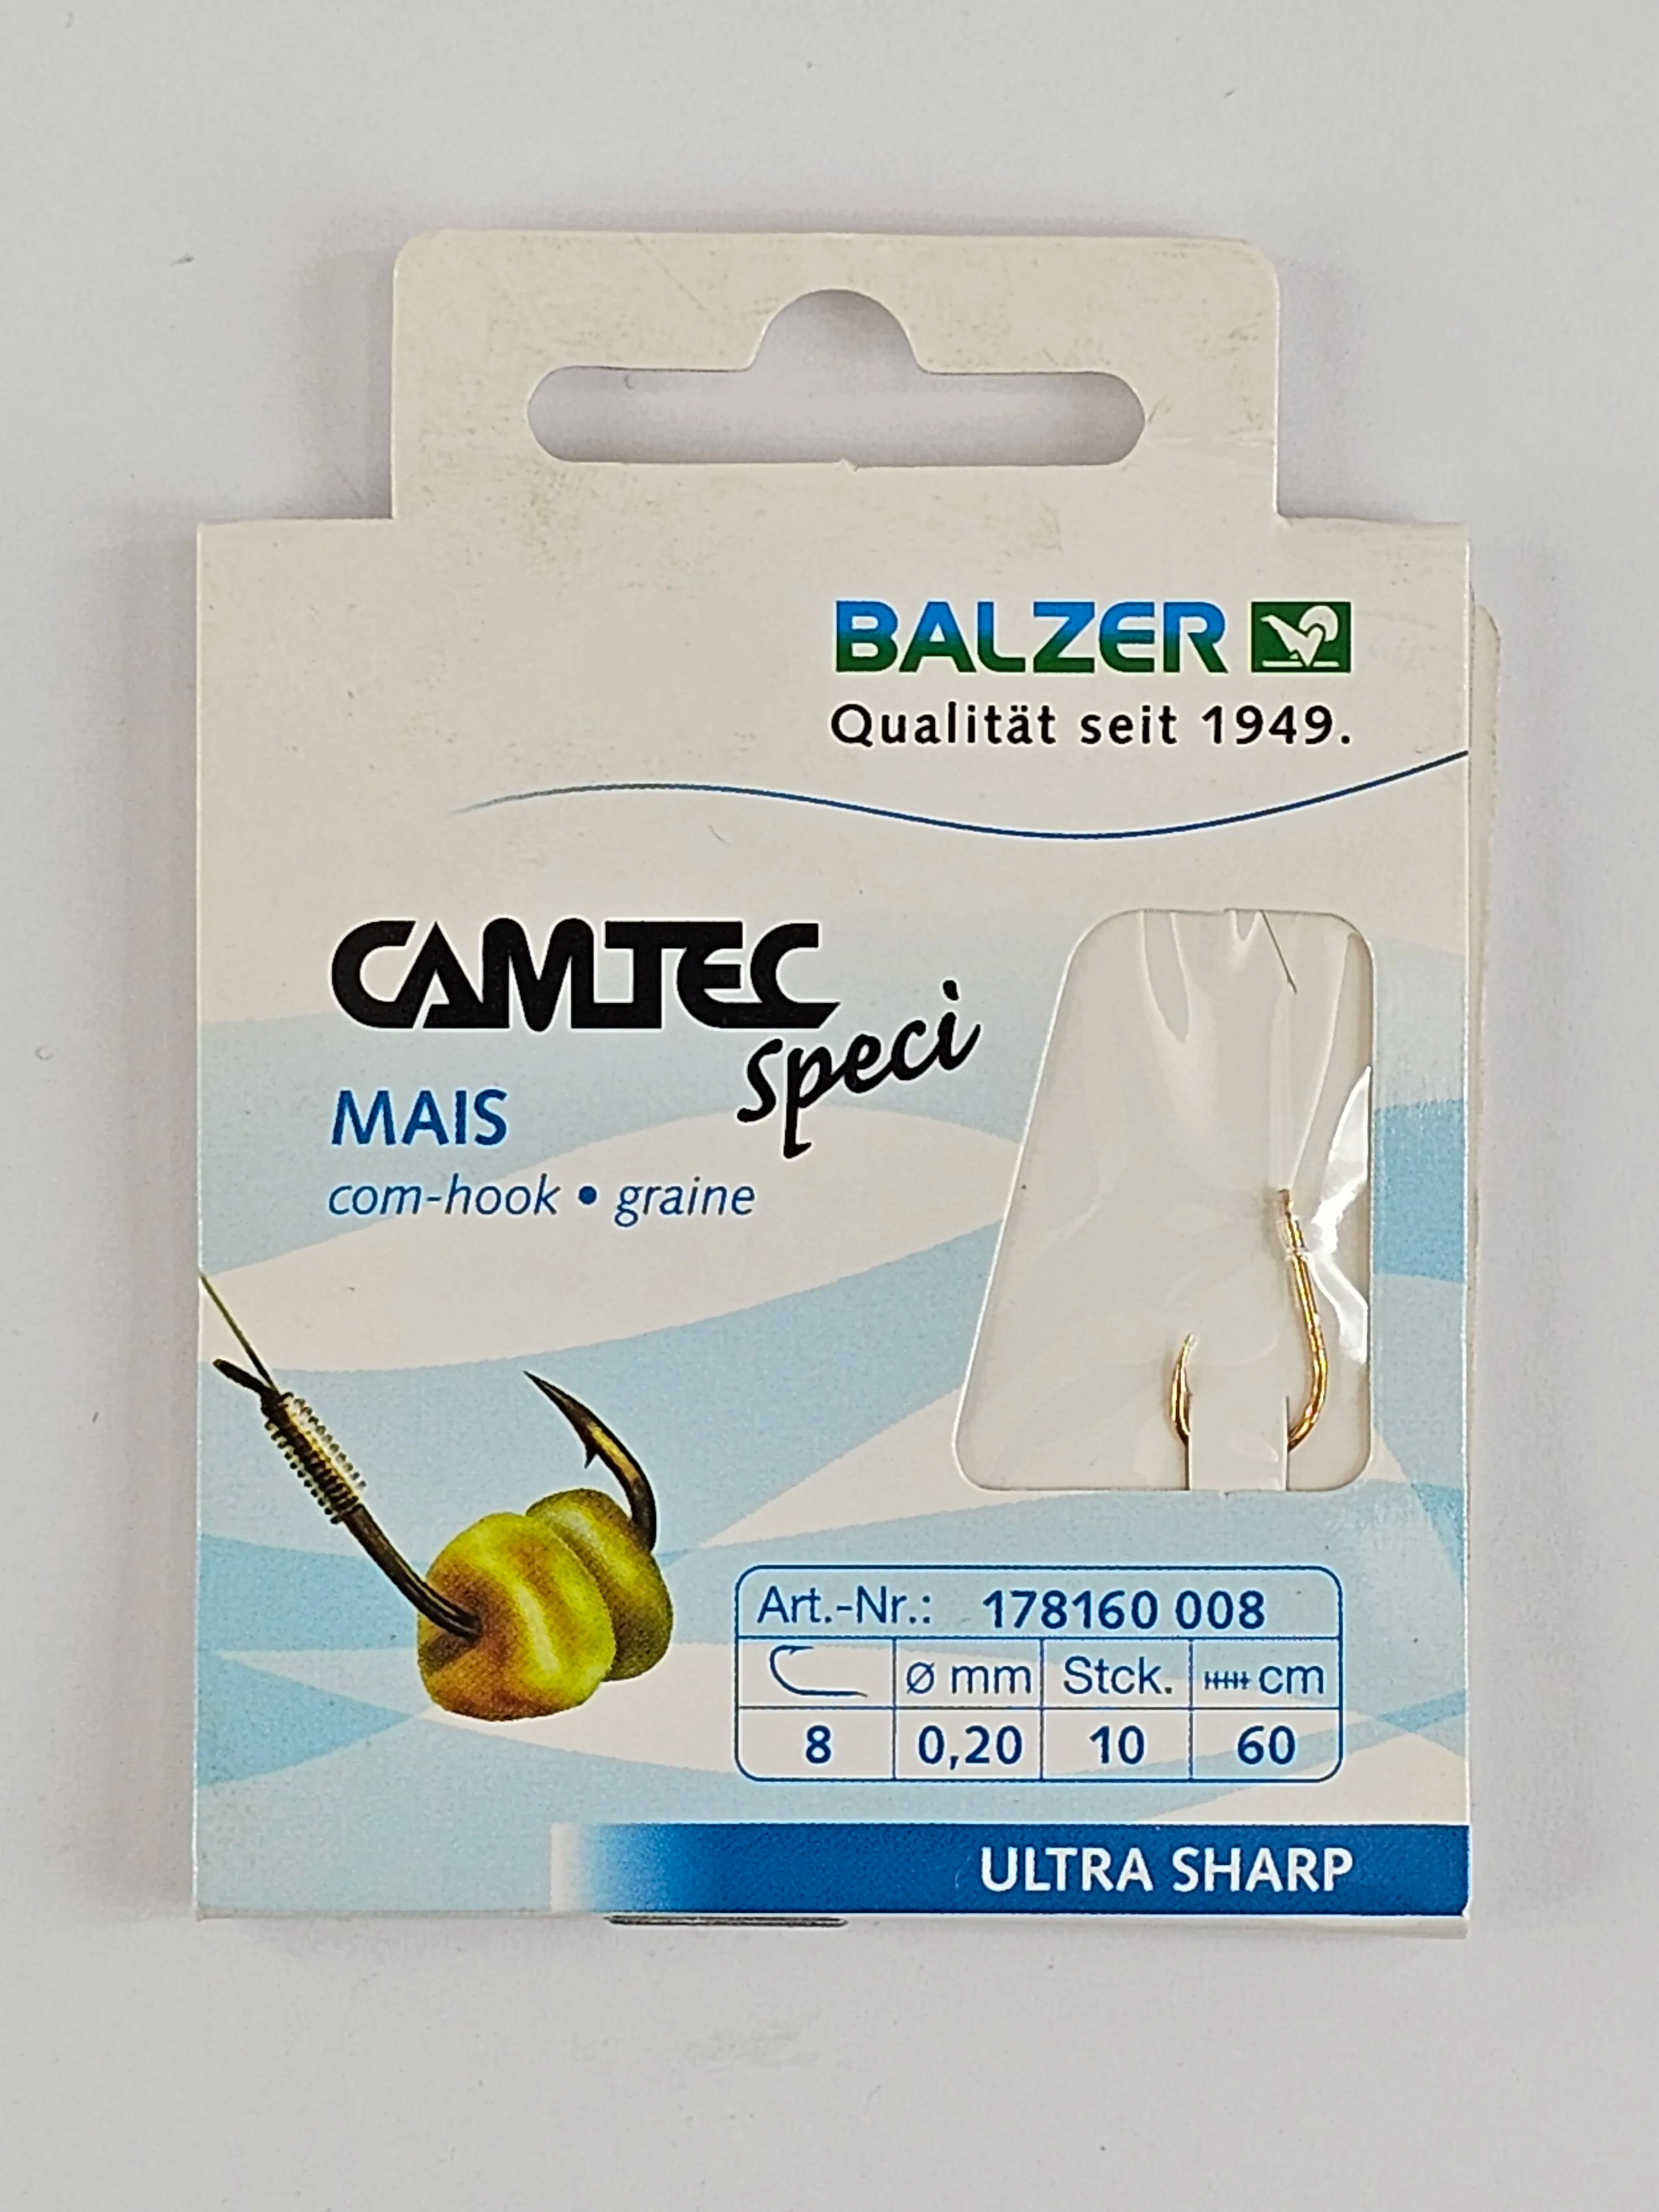 BALZER
Qualität seit 1949.
CAMTEC
speci
MAIS
com-hook • graine
Art.-Nr.: 178160 008
Ø mm Stck. cm
8 0,20 10 60
ULTRA SHARP